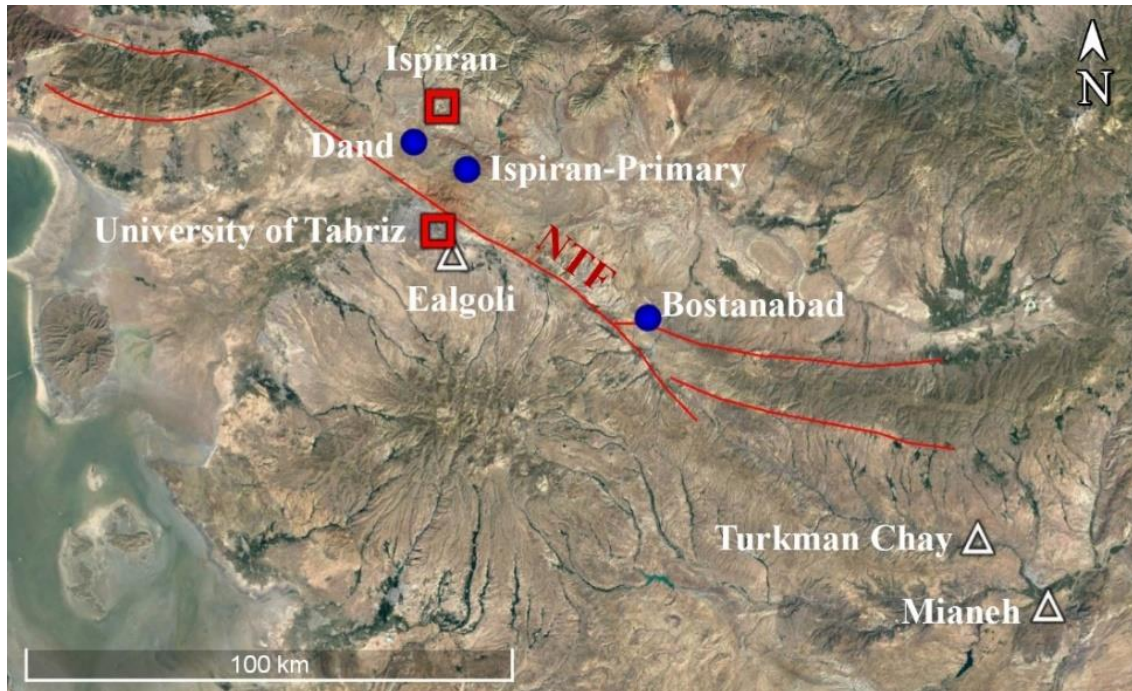 Ispiran
N
Dand
Ispiran-Primary
University of Tabriz
NTF
Ealgoli
Bostanabad
Turkman Chay
Mianeh
100 km